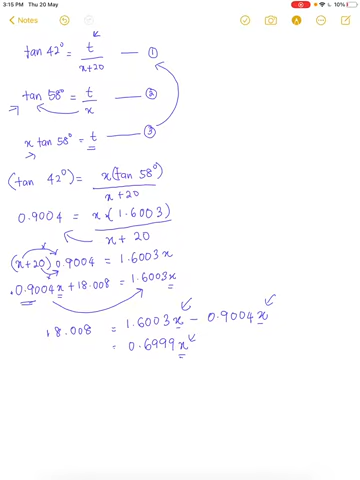 3:15 PM Thu 20 May
Notes
tan 42° = t/(x+20) — ①
tan 58° = t/x — ②
x tan 58° = t — ③
(tan 42°) = x(tan 58°)/(x+20)
0.9004 = x(1.6003)/(x+20)
(x+20) 0.9004 = 1.6003x
0.9004x + 18.008 = 1.6003x
18.008 = 1.6003x − 0.9004x
= 0.6999x